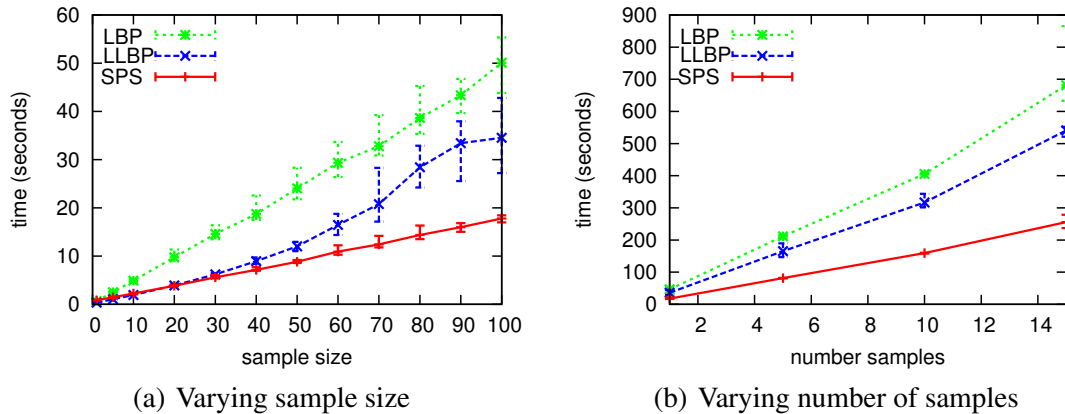 60
50
40
30
20
10
0
time (seconds)
LBP
LLBP
SPS
0 10 20 30 40 50 60 70 80 90 100
sample size
(a) Varying sample size
900
800
700
600
500
400
300
200
100
0
time (seconds)
LBP
LLBP
SPS
2 4 6 8 10 12 14
number samples
(b) Varying number of samples